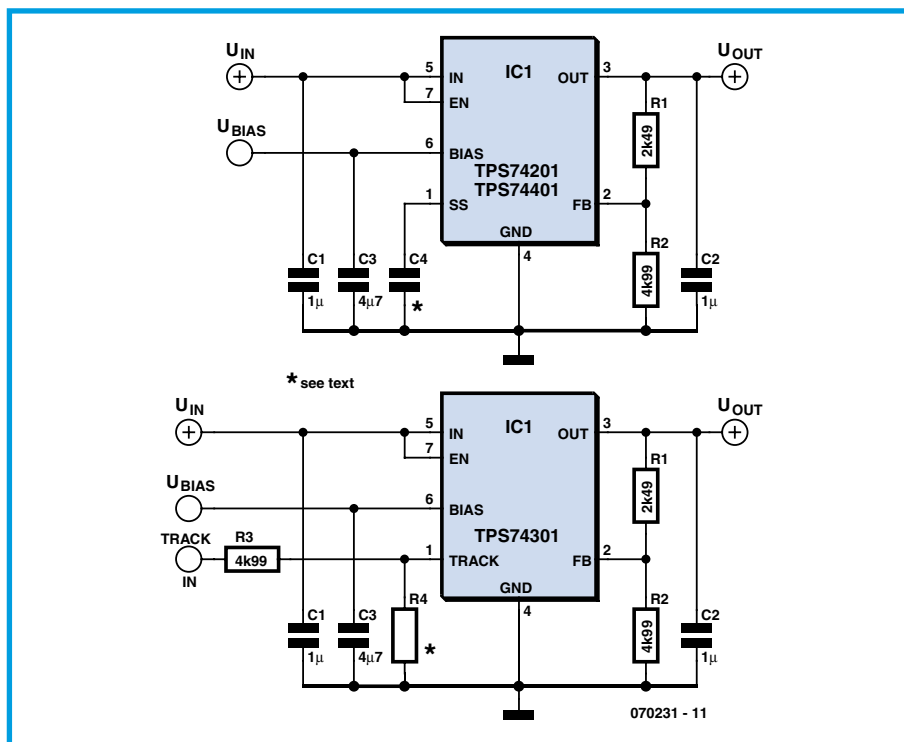 UIN
UOUT
5 IN IC1 OUT 3
7 EN
R1
2k49
UBIAS
6 BIAS
TPS74201
TPS74401
1 SS FB 2
GND
4
R2
4k99
C1
1µ
C3
4µ7
C4
*
C2
1µ
* see text
UIN
UOUT
5 IN IC1 OUT 3
7 EN
R1
2k49
UBIAS
6 BIAS
TPS74301
TRACK
IN
R3
4k99
1 TRACK FB 2
GND
4
R2
4k99
C1
1µ
C3
4µ7
R4
*
C2
1µ
070231 - 11